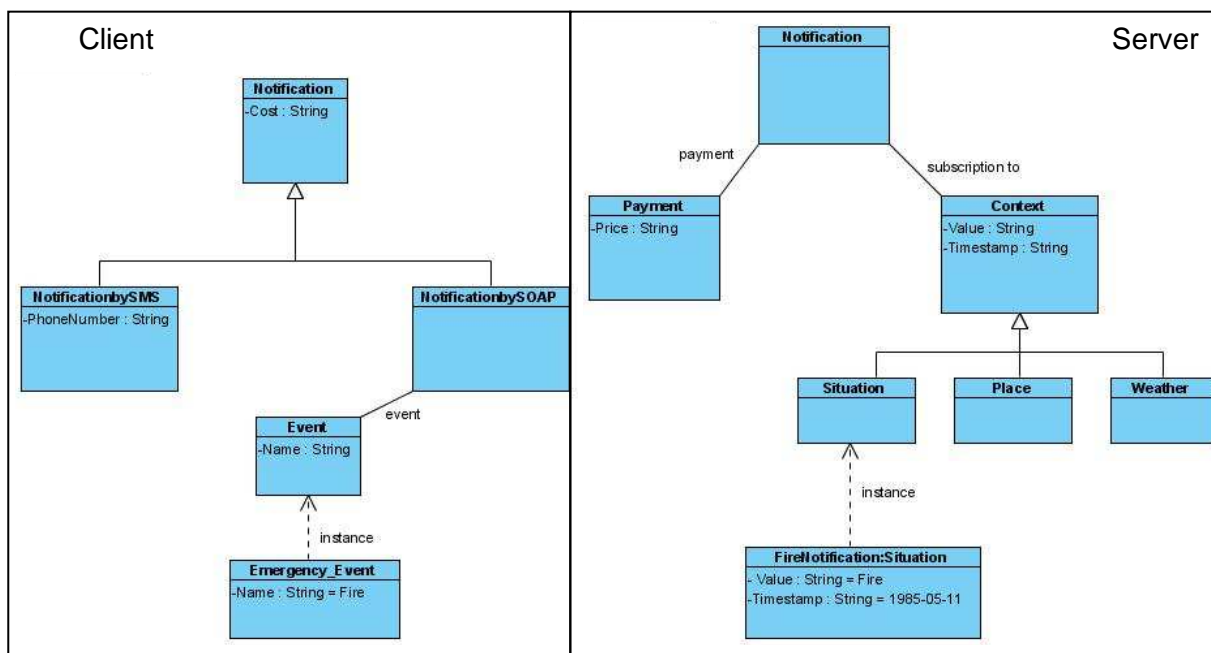 Client
Notification
-Cost : String
NotificationbySMS
-PhoneNumber : String
NotificationbySOAP
event
Event
-Name : String
instance
Emergency_Event
-Name : String = Fire
Server
Notification
payment
subscription to
Payment
-Price : String
Context
-Value : String
-Timestamp : String
Situation
Place
Weather
instance
FireNotification:Situation
- Value : String = Fire
-Timestamp : String = 1985-05-11